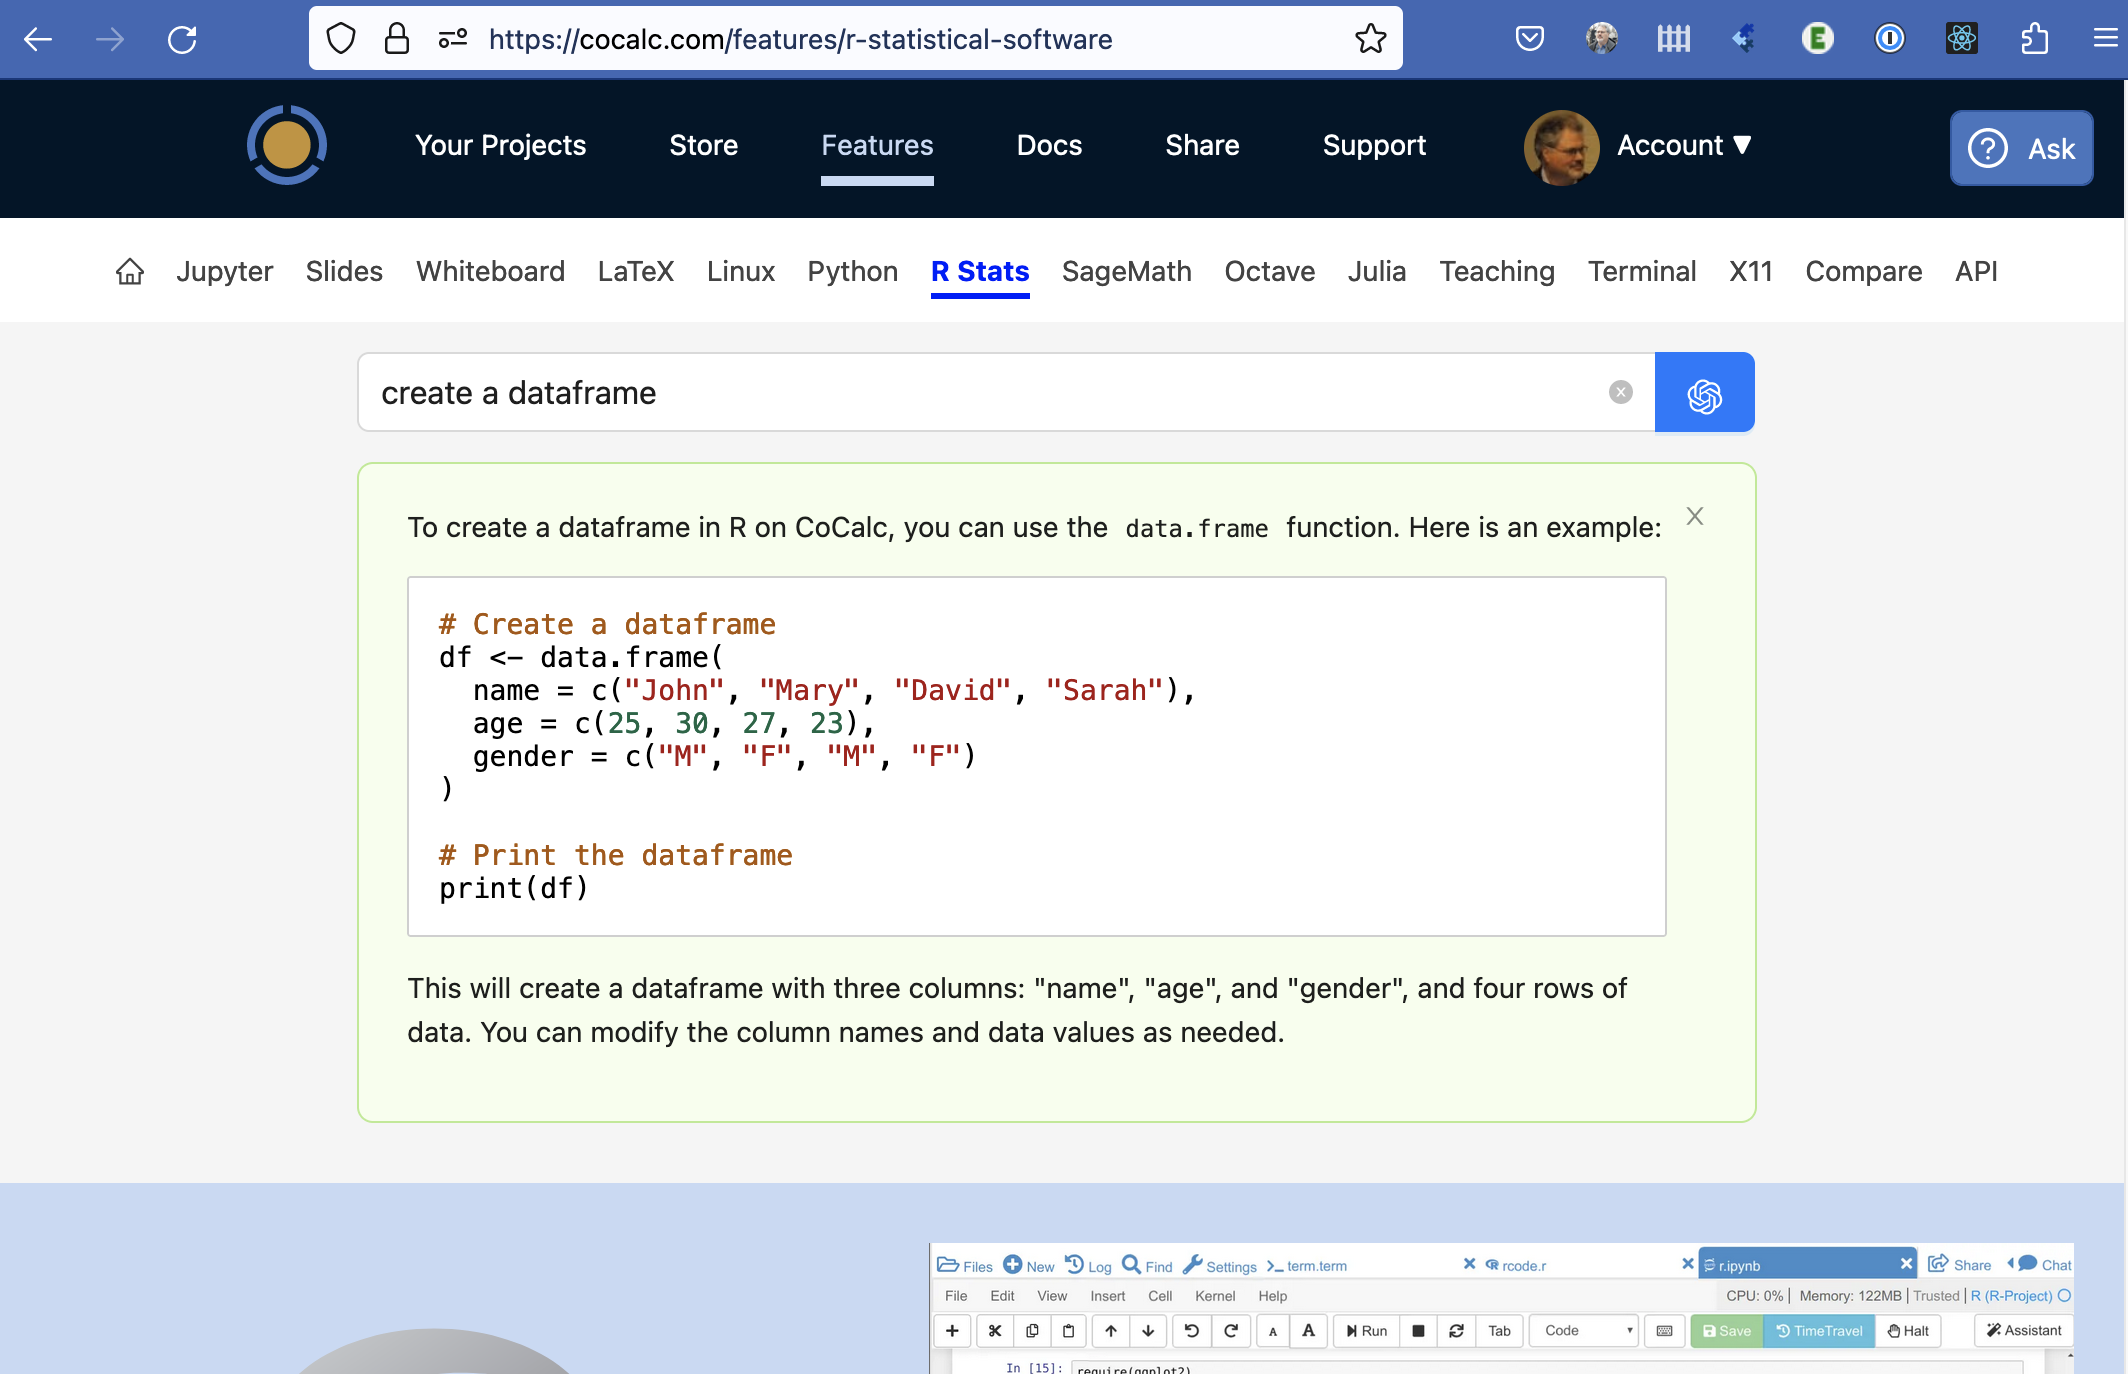 https://cocalc.com/features/r-statistical-software
E
Your Projects Store Features Docs Share Support Account ▼ ? Ask
Jupyter Slides Whiteboard LaTeX Linux Python R Stats SageMath Octave Julia Teaching Terminal X11 Compare API
create a dataframe
To create a dataframe in R on CoCalc, you can use the data.frame function. Here is an example:
# Create a dataframe
df <- data.frame(
  name = c("John", "Mary", "David", "Sarah"),
  age = c(25, 30, 27, 23),
  gender = c("M", "F", "M", "F")
)
# Print the dataframe
print(df)
This will create a dataframe with three columns: "name", "age", and "gender", and four rows of
data. You can modify the column names and data values as needed.
Files New Log Find Settings term.term rcode.r r.ipynb Share Chat
File Edit View Insert Cell Kernel Help CPU: 0% | Memory: 122MB | Trusted | R (R-Project)
A A Run Tab Code Save TimeTravel Halt Assistant
In [15]: require(ggplot2)